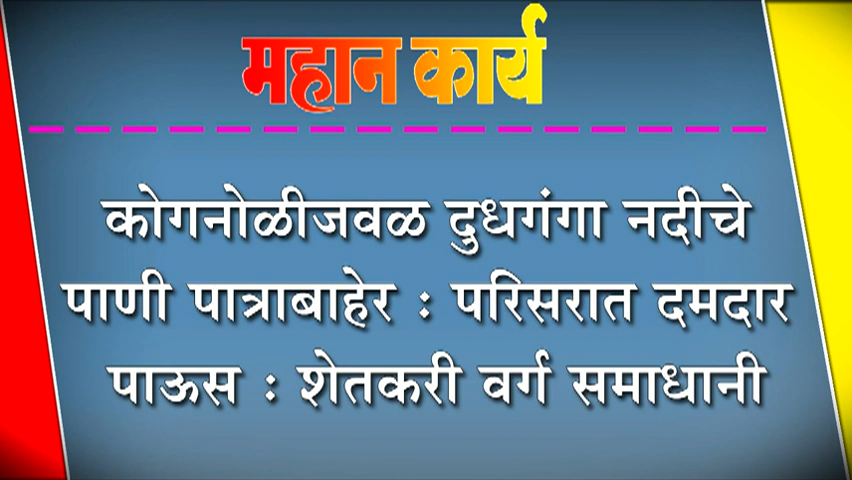 महान कार्य
कोगनोळीजवळ दुधगंगा नदीचे
पाणी पात्राबाहेर : परिसरात दमदार
पाऊस : शेतकरी वर्ग समाधानी